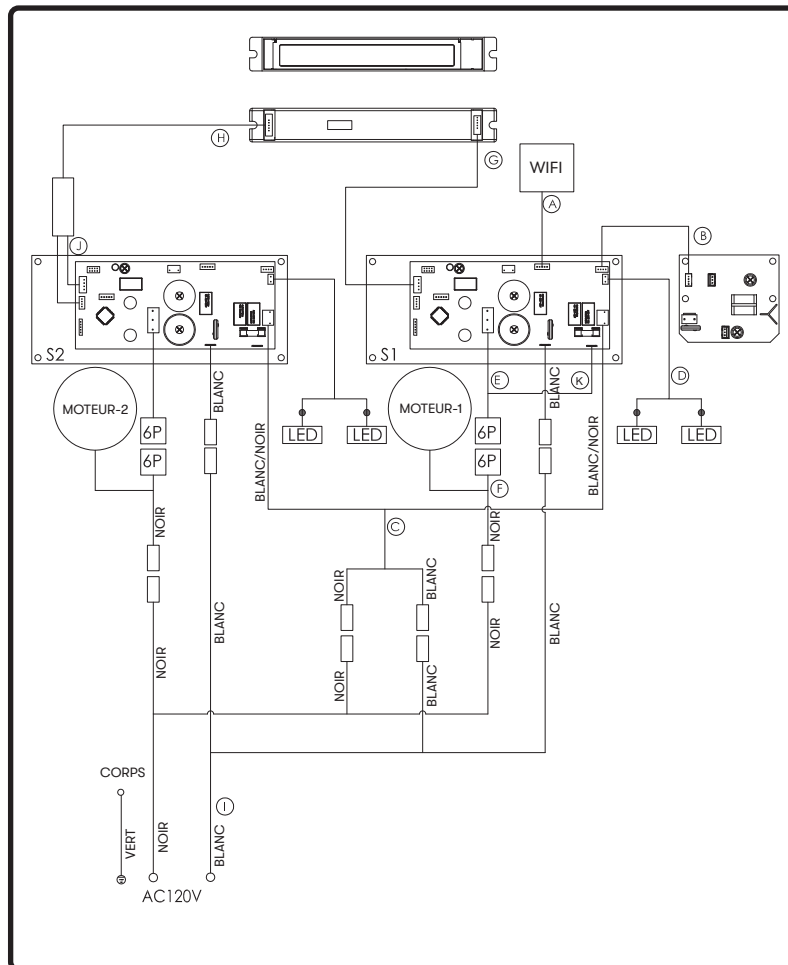 H
G
WIFI
A
B
J
S2
S1
E
K
D
BLANC
BLANC
MOTEUR-2
MOTEUR-1
6P
6P
LED
LED
6P
6P
LED
LED
BLANC/NOIR
BLANC/NOIR
F
NOIR
C
NOIR
NOIR
BLANC
NOIR
BLANC
BLANC
NOIR
BLANC
NOIR
BLANC
CORPS
I
VERT
NOIR
BLANC
AC120V